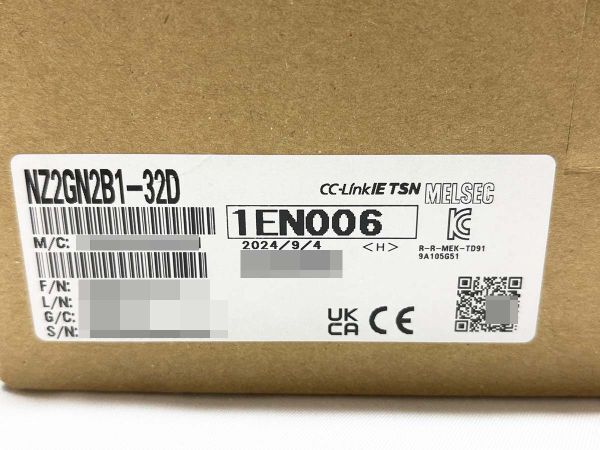 NZ2GN2B1-32D
CC-Link IE TSN MELSEC
1EN006
M/C:
2024/9/4 <H>
R-R-MEK-TD91
9A105G51
F/N:
L/N:
G/C:
S/N:
UK
CA CE